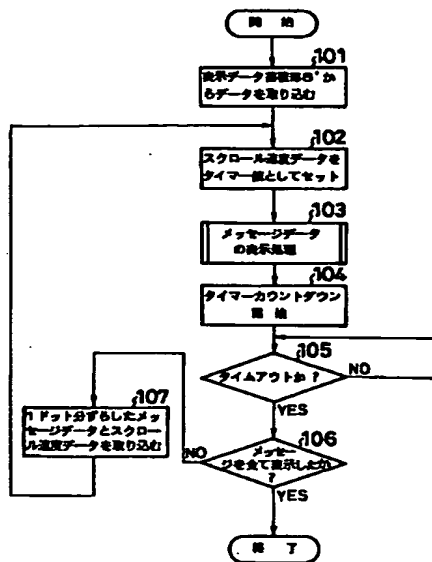 開 始
101
表示データ蓄積部8'か
らデータを取り込む
102
スクロール速度データを
タイマー値としてセット
103
メッセージデータ
の表示処理
104
タイマーカウントダウン
開始
105
タイムアウトか?
NO
YES
106
メッセー
ジを全て表示したか
?
NO
YES
107
1ドット分ずらしたメッ
セージデータとスクロー
ル速度データを取り込む
終 了